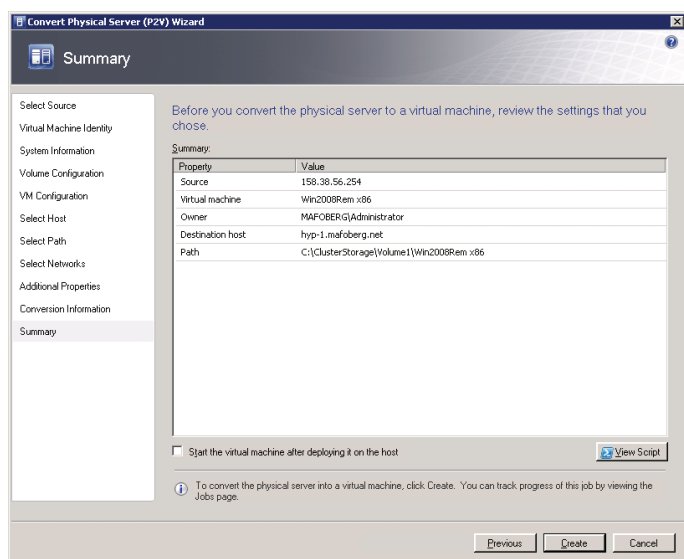 Convert Physical Server (P2V) Wizard
Summary
Select Source
Virtual Machine Identity
System Information
Volume Configuration
VM Configuration
Select Host
Select Path
Select Networks
Additional Properties
Conversion Information
Summary
Before you convert the physical server to a virtual machine, review the settings that you
chose.
Summary:
Property Value
Source 158.38.56.254
Virtual machine Win2008Rem x86
Owner MAFOBERG\Administrator
Destination host hyp-1.mafoberg.net
Path C:\ClusterStorage\Volume1\Win2008Rem x86
Start the virtual machine after deploying it on the host
View Script
To convert the physical server into a virtual machine, click Create. You can track progress of this job by viewing the
Jobs page.
Previous Create Cancel